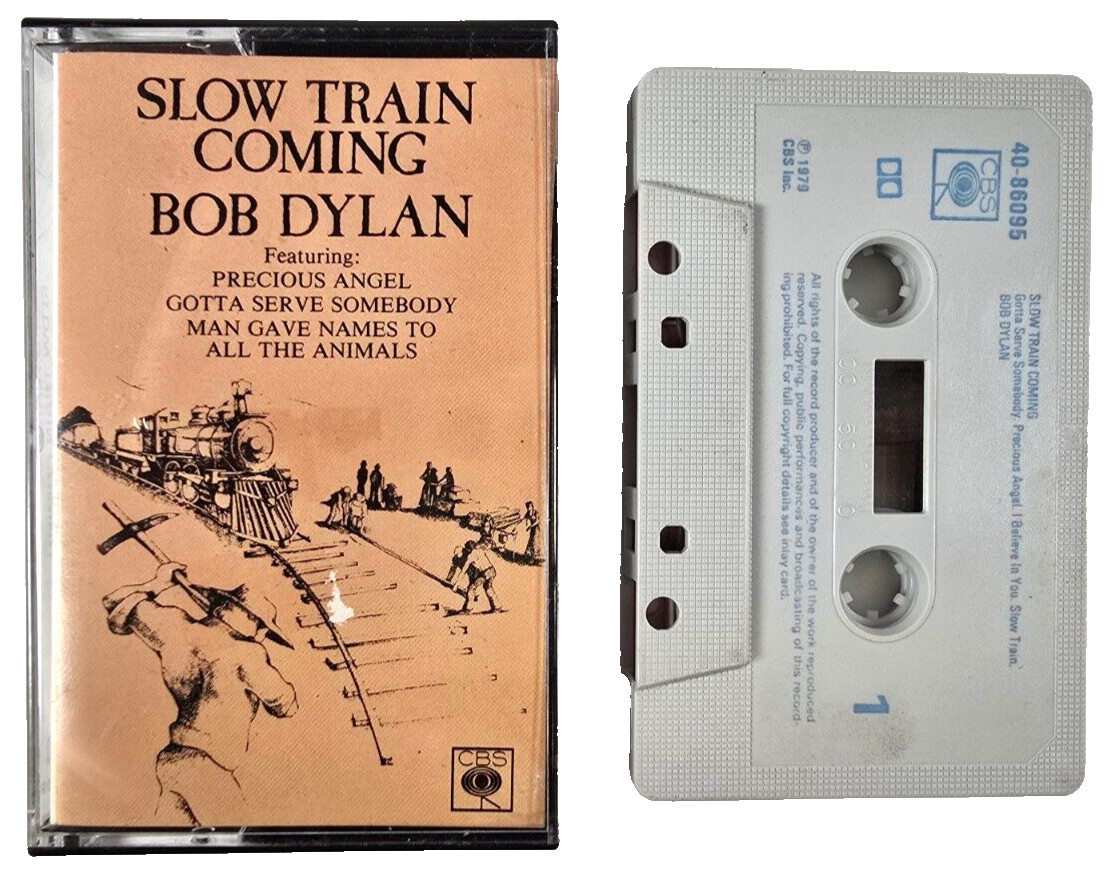 SLOW TRAIN
COMING
BOB DYLAN
Featuring:
PRECIOUS ANGEL
GOTTA SERVE SOMEBODY
MAN GAVE NAMES TO
ALL THE ANIMALS
CBS
40-86095
CBS
℗ 1979
CBS Inc.
SLOW TRAIN COMING
Gotta Serve Somebody. Precious Angel. I Believe in You. Slow Train.
BOB DYLAN
All rights of the record producer and of the owner of the work reproduced
reserved. Copying, public performances and broadcasting of this record-
ing prohibited. For full copyright details see inlay card.
100 50 0
1